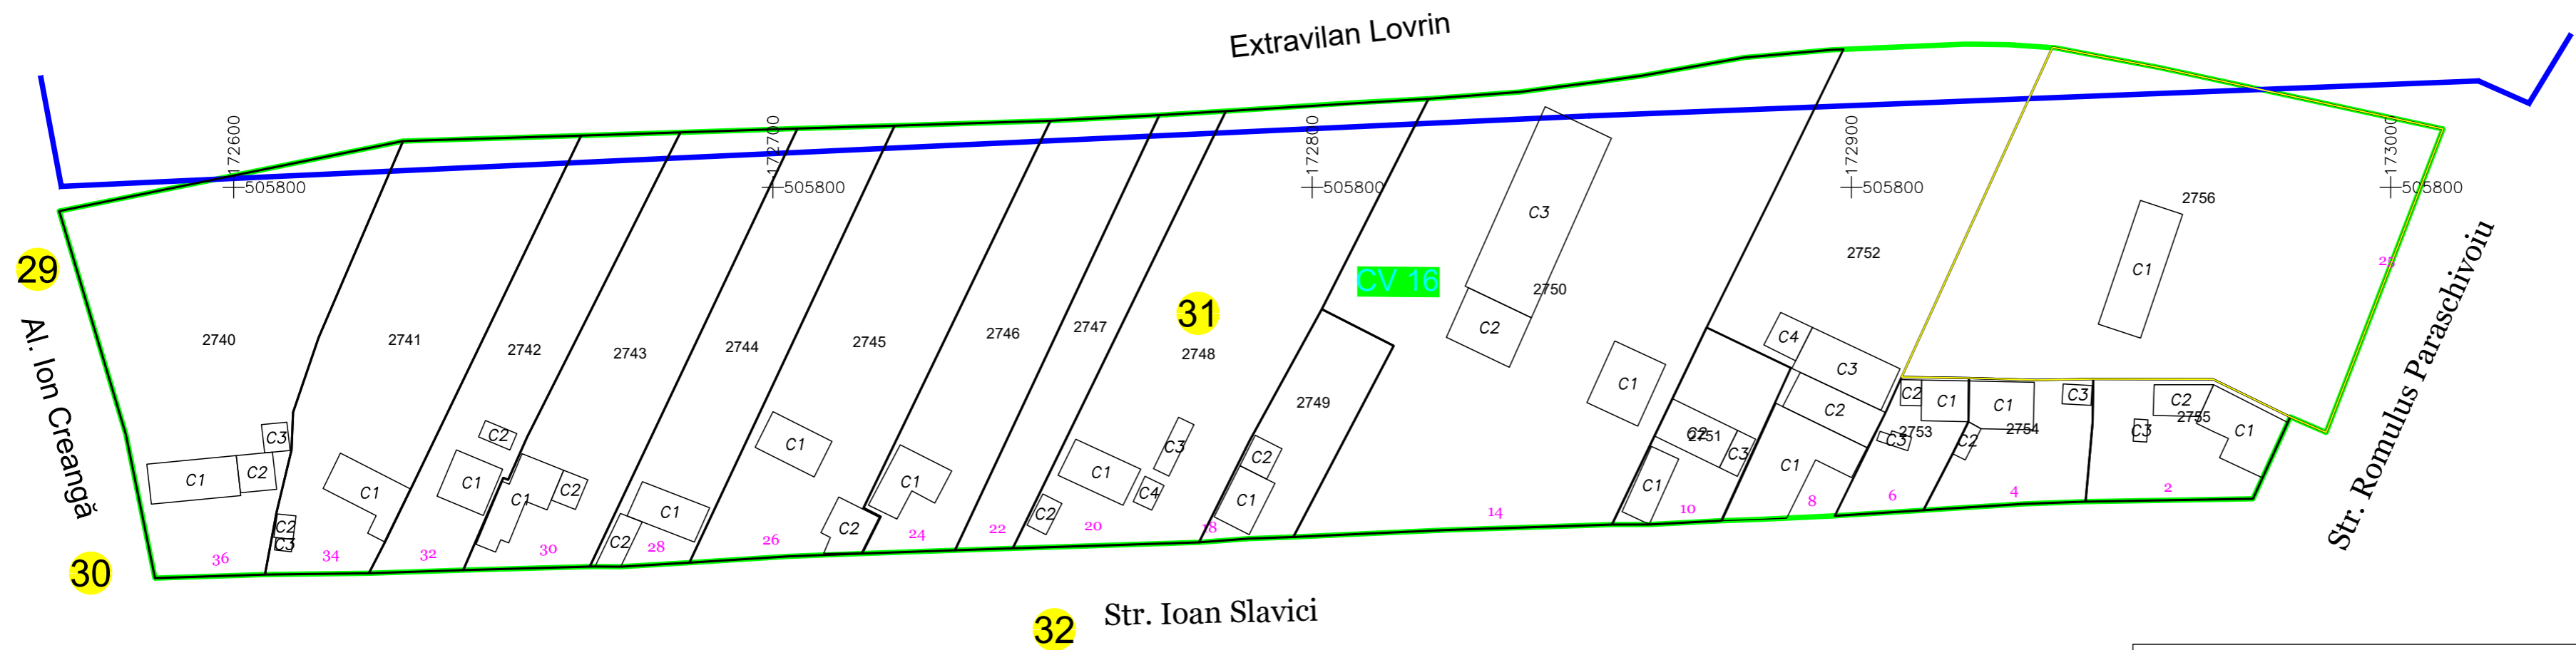 Extravilan Lovrin
172600
505800
172700
505800
172800
505800
172900
505800
173000
505800
29
Al. Ion Creangă
30
31
32
CV 16
Str. Ioan Slavici
Str. Romulus Paraschivoiu
2740
C1
C2
C3
36
2741
C1
C2
C3
34
2742
C1
C2
32
2743
C1
C2
30
2744
C1
C2
28
2745
C1
C2
26
2746
C1
24
2747
22
2748
C1
C2
C3
C4
20
2749
C1
C2
18
2750
C1
C2
C3
14
2751
C1
C2
C3
10
2752
C1
C2
C3
C4
8
2753
C1
C2
C3
6
2754
C1
C2
C3
4
2755
C1
C2
C3
2
2756
C1